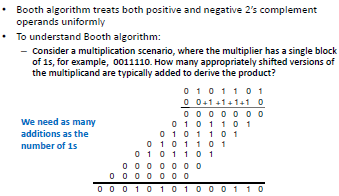 • Booth algorithm treats both positive and negative 2's complement
operands uniformly
• To understand Booth algorithm:
– Consider a multiplication scenario, where the multiplier has a single block
of 1s, for example, 0011110. How many appropriately shifted versions of
the multiplicand are typically added to derive the product?
We need as many
additions as the
number of 1s
0 1 0 1 1 0 1
0 0 +1 +1 +1 +1 0
0 0 0 0 0 0 0
0 1 0 1 1 0 1
0 1 0 1 1 0 1
0 1 0 1 1 0 1
0 1 0 1 1 0 1
0 0 0 0 0 0 0
0 0 0 0 0 0 0
0 0 0 1 0 1 0 1 0 0 0 1 1 0